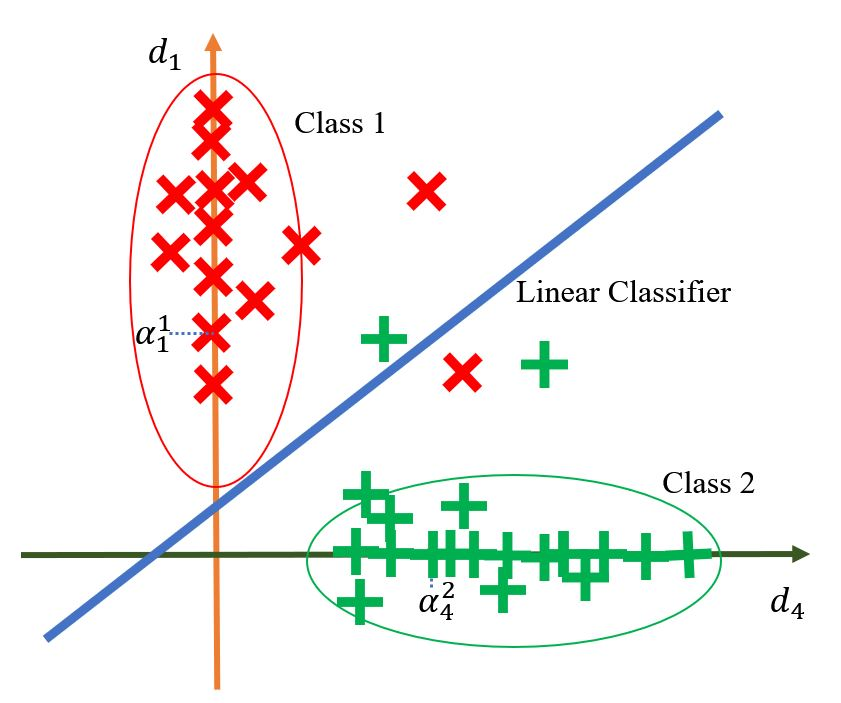 d₁
Class 1
Linear Classifier
α₁¹
Class 2
α₄²
d₄